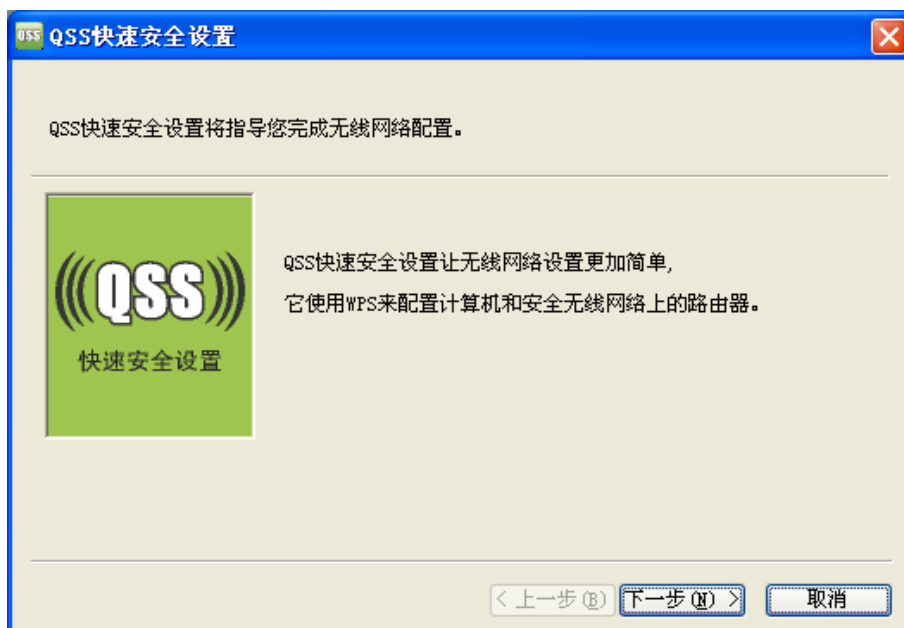 QSS QSS快速安全设置
QSS快速安全设置将指导您完成无线网络配置。
QSS
快速安全设置
QSS快速安全设置让无线网络设置更加简单,
它使用WPS来配置计算机和安全无线网络上的路由器。
< 上一步(B) 下一步(N) > 取消